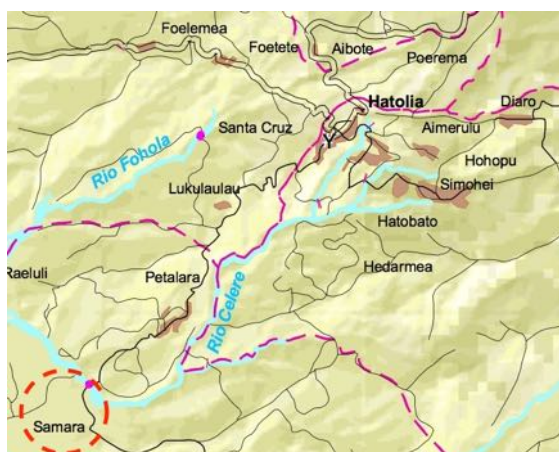 Foelemea
Foetete
Aibote
Poerema
Hatolia
Diaro
Santa Cruz
Aimerulu
Rio Fohola
Hohopu
Lukulaulau
Simohei
Hatobato
Raeluli
Petalara
Hedarmea
Rio Celere
Samara